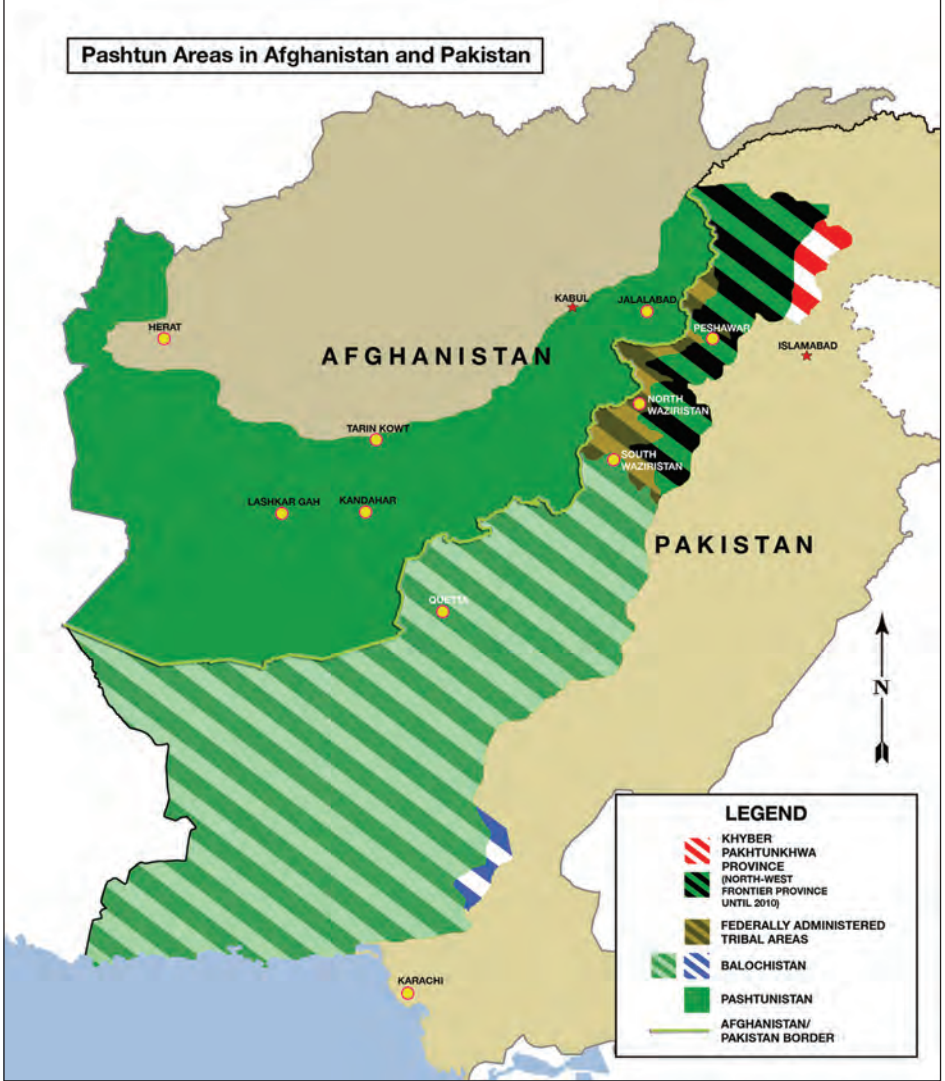 Pashtun Areas in Afghanistan and Pakistan
KABUL
JALALABAD
HERAT
PESHAWAR
AFGHANISTAN
ISLAMABAD
NORTH
WAZIRISTAN
TARIN KOWT
SOUTH
WAZIRISTAN
LASHKAR GAH
KANDAHAR
PAKISTAN
QUETTA
N
KARACHI
LEGEND
KHYBER
PAKHTUNKHWA
PROVINCE
(NORTH-WEST
FRONTIER PROVINCE
UNTIL 2010)
FEDERALLY ADMINISTERED
TRIBAL AREAS
BALOCHISTAN
PASHTUNISTAN
AFGHANISTAN/
PAKISTAN BORDER